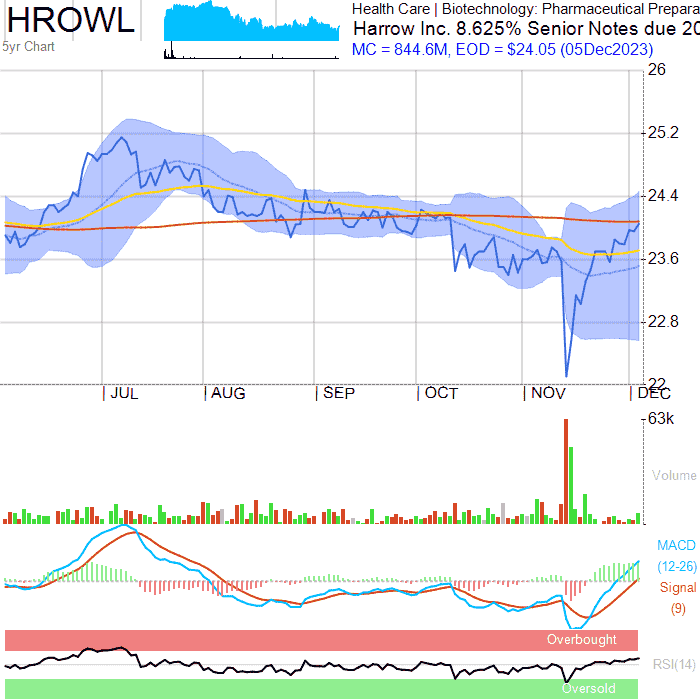 HROWL
5yr Chart
Health Care | Biotechnology: Pharmaceutical Prepara
Harrow Inc. 8.625% Senior Notes due 20
MC = 844.6M, EOD = $24.05 (05Dec2023)
26
25.2
24.4
23.6
22.8
22
JUL AUG SEP OCT NOV DEC
63k
Volume
MACD
(12-26)
Signal
(9)
Overbought
RSI(14)
Oversold